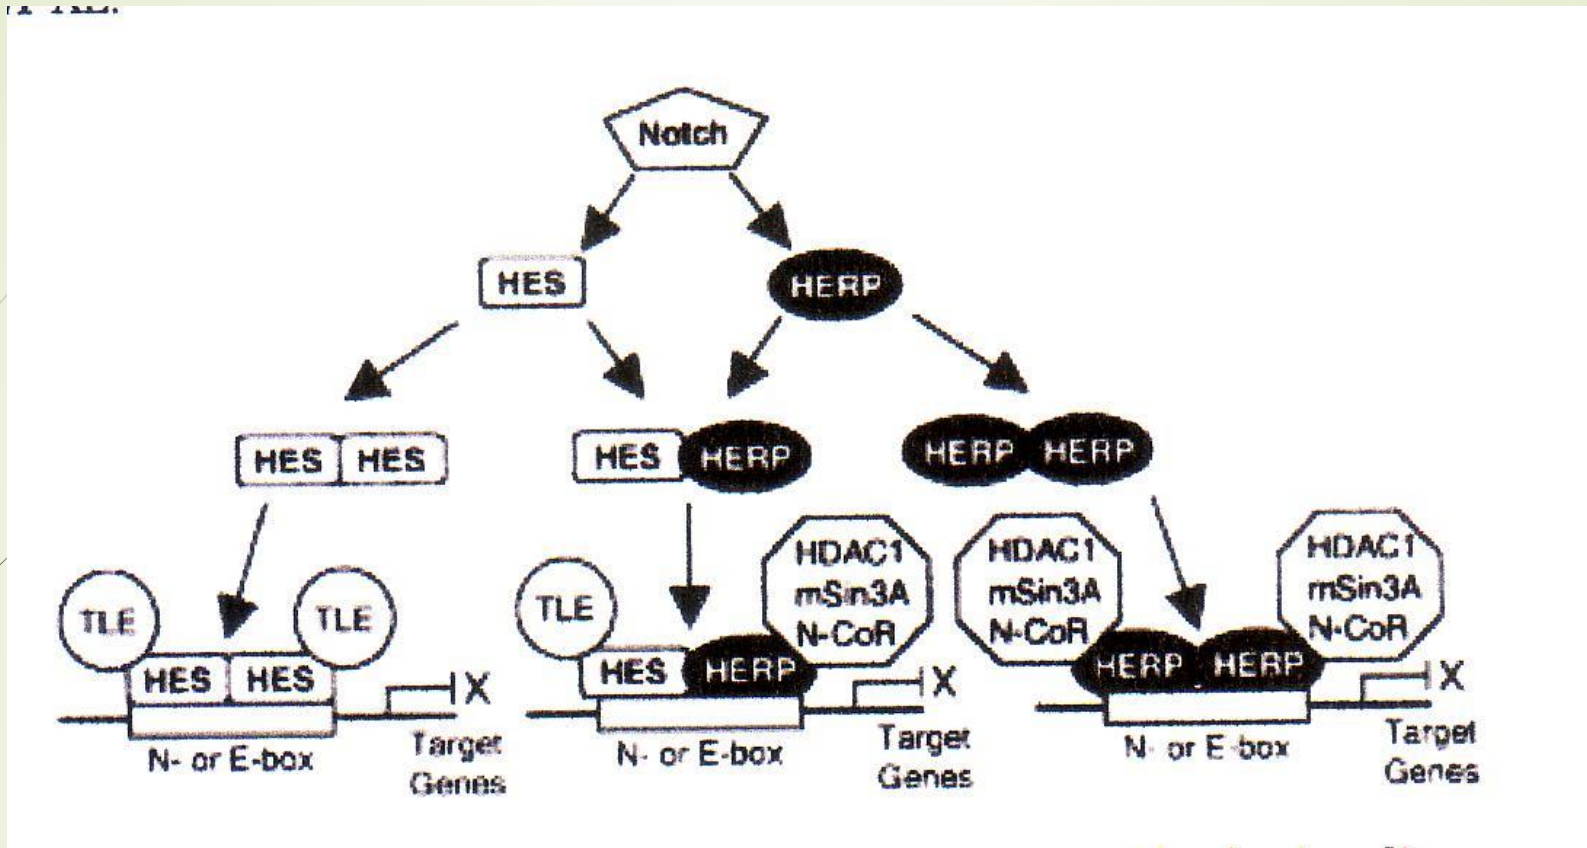 Notch
HES
HERP
HES HES
HES HERP
HERP HERP
TLE
TLE
HES HES
X
N- or E-box
Target
Genes
TLE
HDAC1
mSin3A
N-CoR
HES HERP
X
N- or E-box
Target
Genes
HDAC1
mSin3A
N-CoR
HDAC1
mSin3A
N-CoR
HERP HERP
X
N- or E-box
Target
Genes